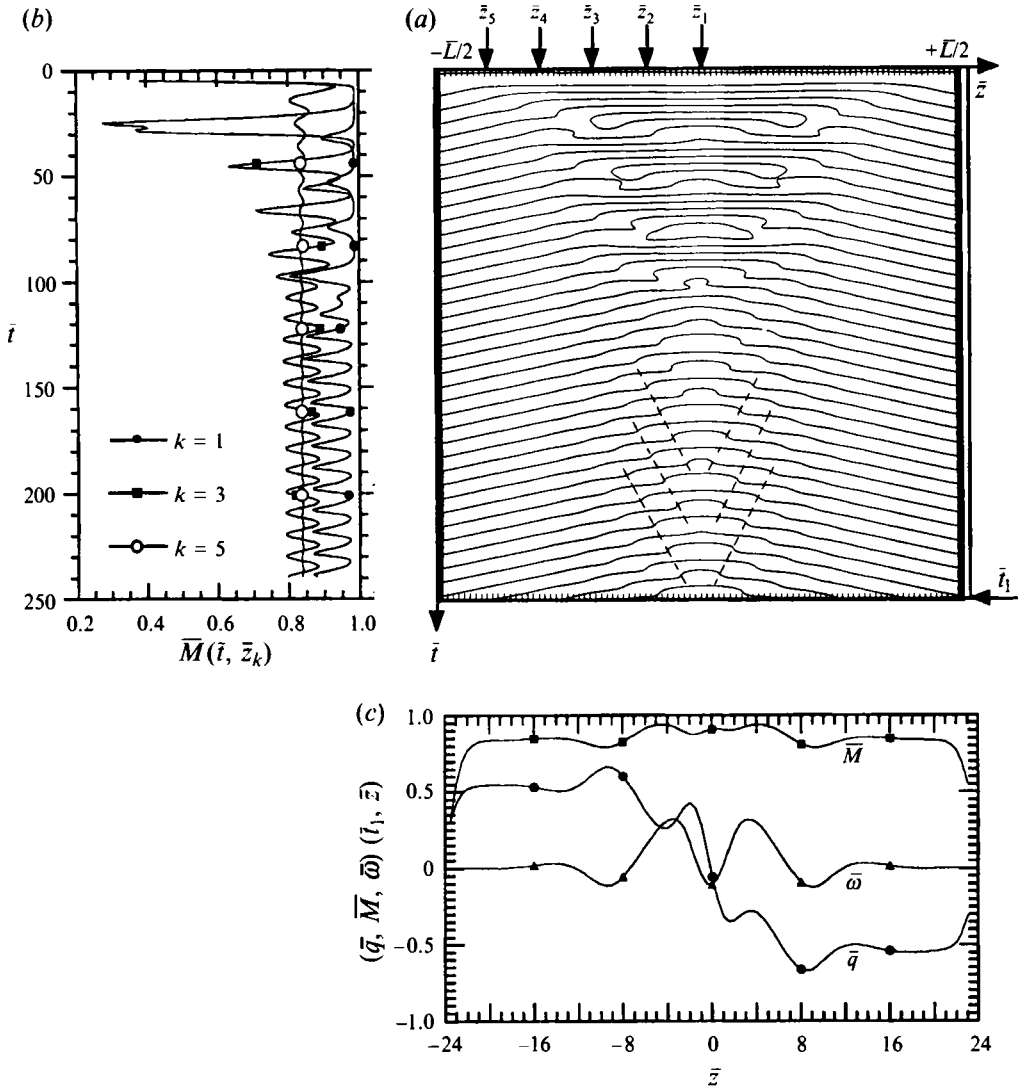 (b)
(a)
z̄₅ z̄₄ z̄₃ z̄₂ z̄₁
−L̄/2 +L̄/2
z̄
0
50
100
t̄
150
200
250
k = 1
k = 3
k = 5
0.2 0.4 0.6 0.8 1.0
M̄(t̄, z̄ₖ)
t̄₁
t̄
(c)
1.0
0.5
0
−0.5
−1.0
(q̄, M̄, ω̄) (t̄₁, z̄)
M̄
ω̄
q̄
−24 −16 −8 0 8 16 24
z̄